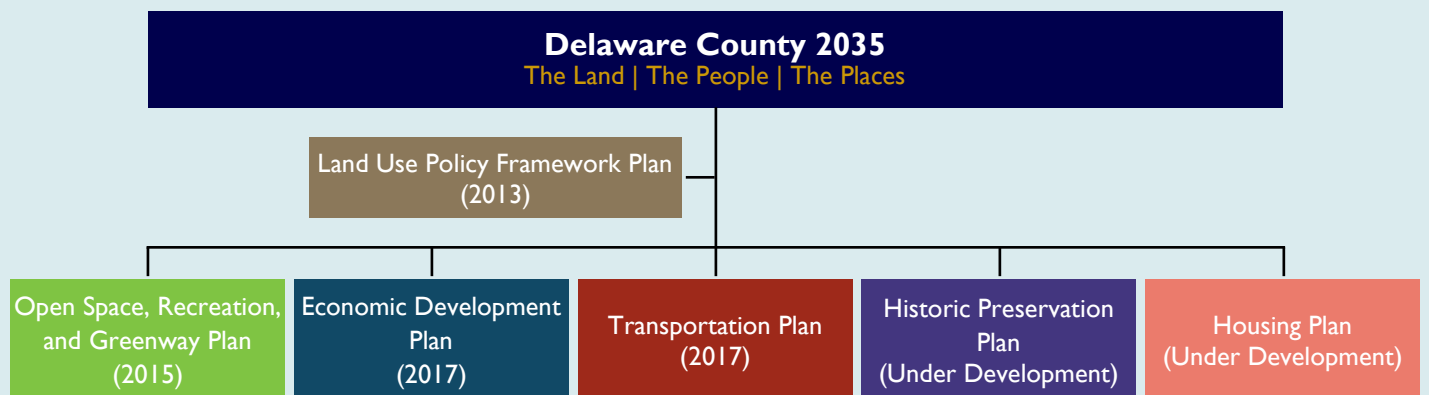 Delaware County 2035
The Land | The People | The Places
Land Use Policy Framework Plan
(2013)
Open Space, Recreation,
and Greenway Plan
(2015)
Economic Development
Plan
(2017)
Transportation Plan
(2017)
Historic Preservation
Plan
(Under Development)
Housing Plan
(Under Development)